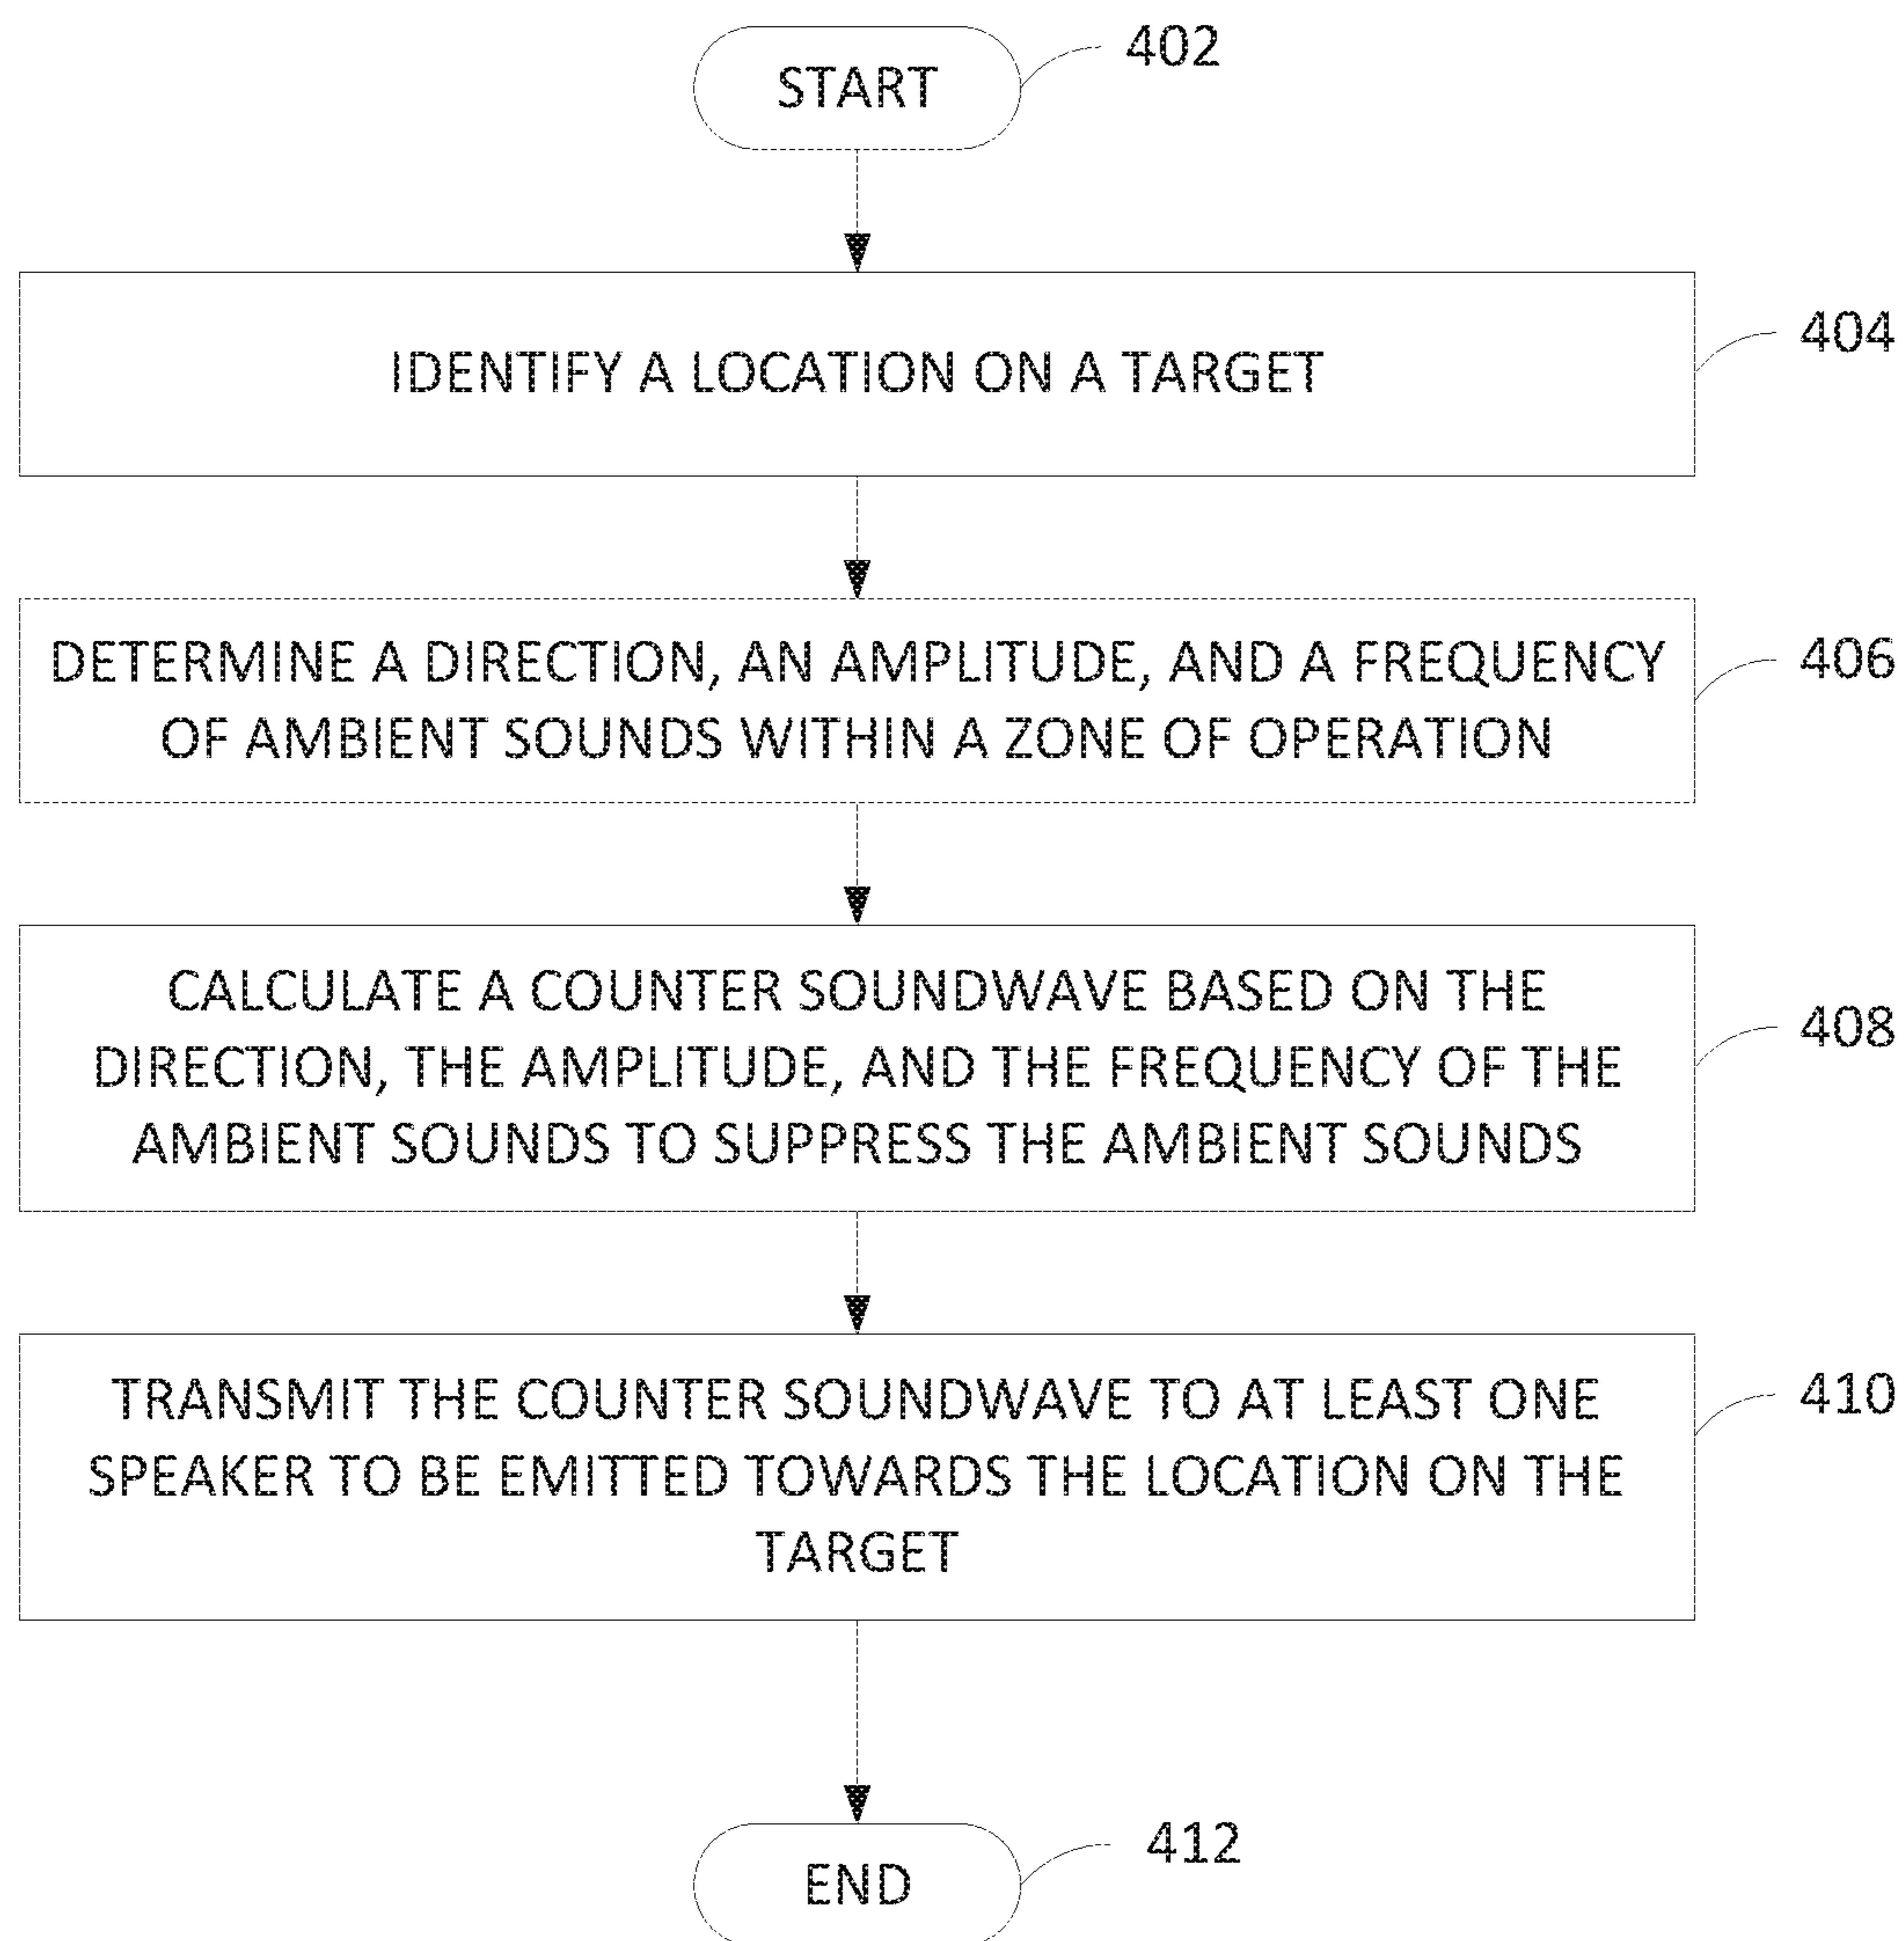 START
402
IDENTIFY A LOCATION ON A TARGET
404
DETERMINE A DIRECTION, AN AMPLITUDE, AND A FREQUENCY
OF AMBIENT SOUNDS WITHIN A ZONE OF OPERATION
406
CALCULATE A COUNTER SOUNDWAVE BASED ON THE
DIRECTION, THE AMPLITUDE, AND THE FREQUENCY OF THE
AMBIENT SOUNDS TO SUPPRESS THE AMBIENT SOUNDS
408
TRANSMIT THE COUNTER SOUNDWAVE TO AT LEAST ONE
SPEAKER TO BE EMITTED TOWARDS THE LOCATION ON THE
TARGET
410
END
412